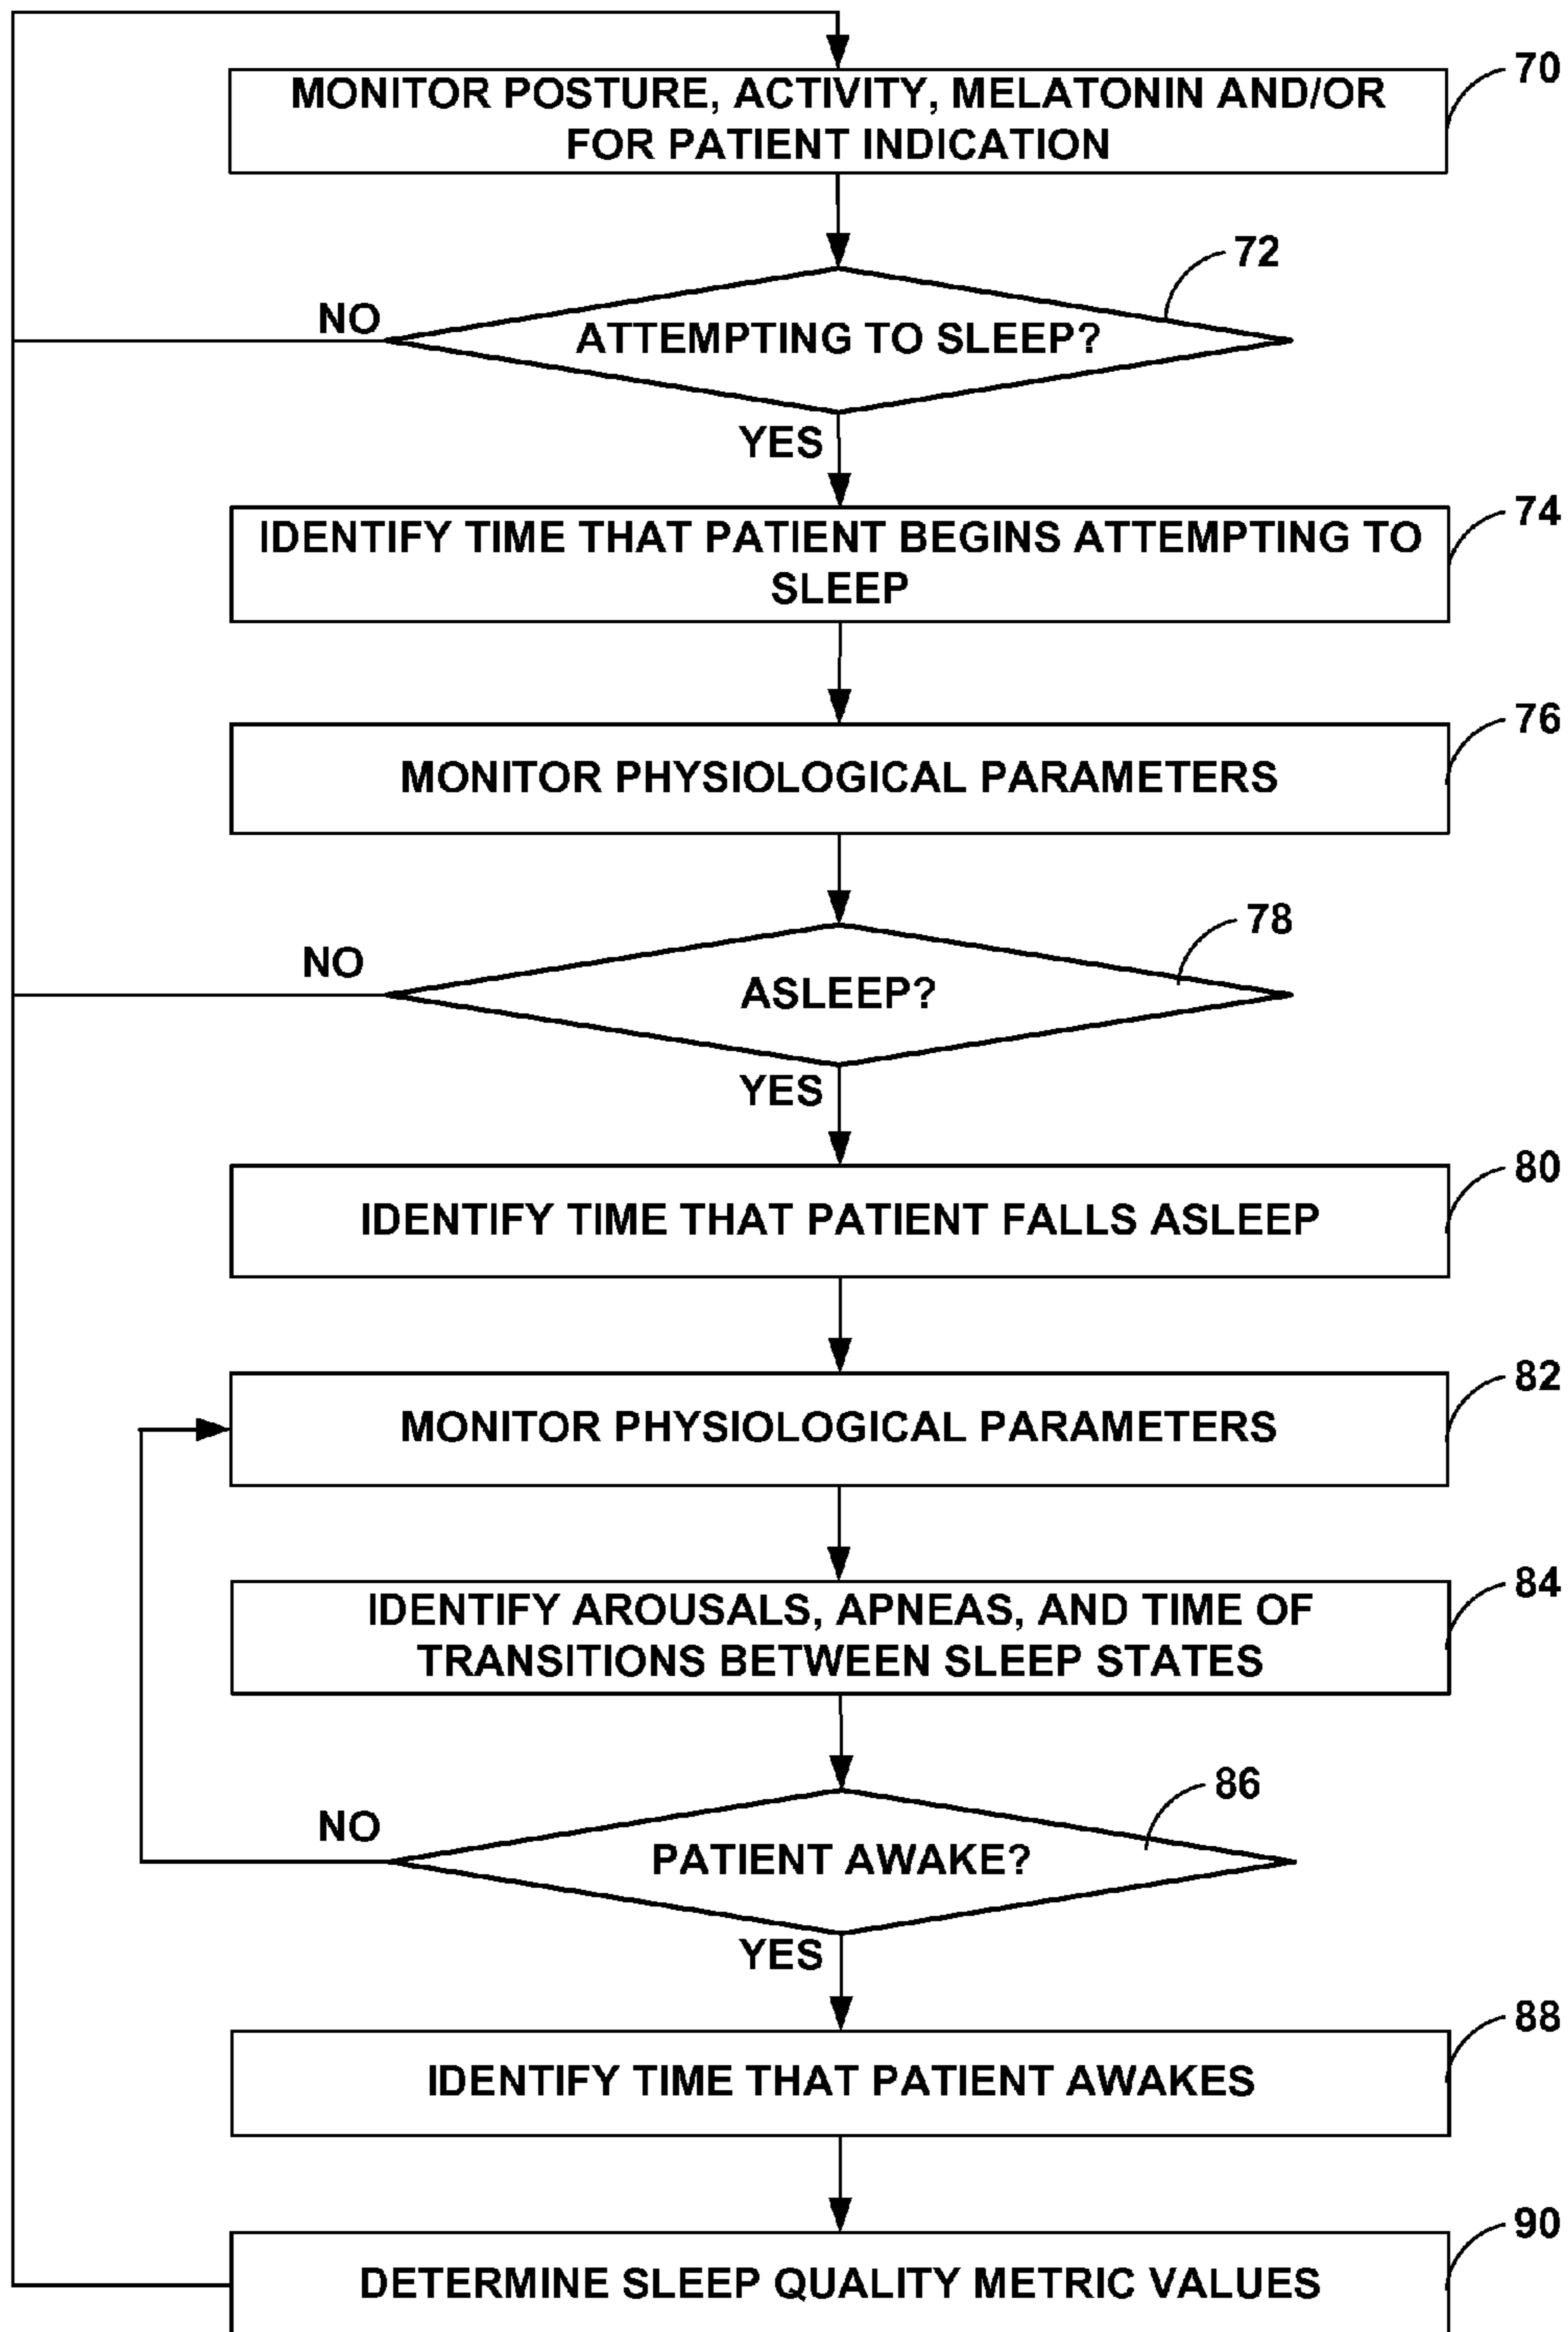 70
MONITOR POSTURE, ACTIVITY, MELATONIN AND/OR
FOR PATIENT INDICATION
72
NO
ATTEMPTING TO SLEEP?
YES
74
IDENTIFY TIME THAT PATIENT BEGINS ATTEMPTING TO
SLEEP
76
MONITOR PHYSIOLOGICAL PARAMETERS
78
NO
ASLEEP?
YES
80
IDENTIFY TIME THAT PATIENT FALLS ASLEEP
82
MONITOR PHYSIOLOGICAL PARAMETERS
84
IDENTIFY AROUSALS, APNEAS, AND TIME OF
TRANSITIONS BETWEEN SLEEP STATES
86
NO
PATIENT AWAKE?
YES
88
IDENTIFY TIME THAT PATIENT AWAKES
90
DETERMINE SLEEP QUALITY METRIC VALUES